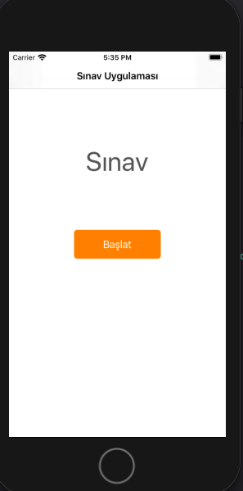 Carrier 5:35 PM
Sınav Uygulaması
Sınav
Başlat